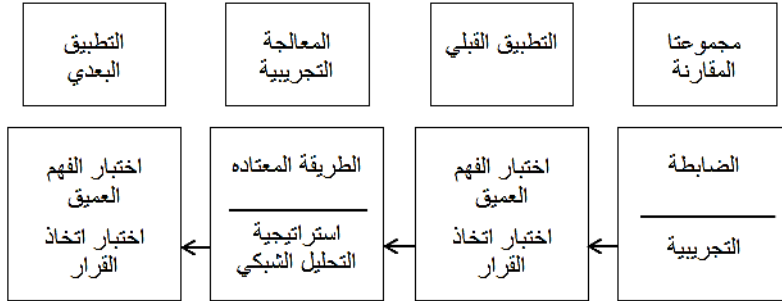 مجموعتا
المقارنة
التطبيق القبلي
المعالجة
التجريبية
التطبيق
البعدي
الضابطة
التجريبية
اختبار الفهم
العميق
اختبار اتخاذ
القرار
الطريقة المعتاده
استراتيجية
التحليل الشبكي
اختبار الفهم
العميق
اختبار اتخاذ
القرار